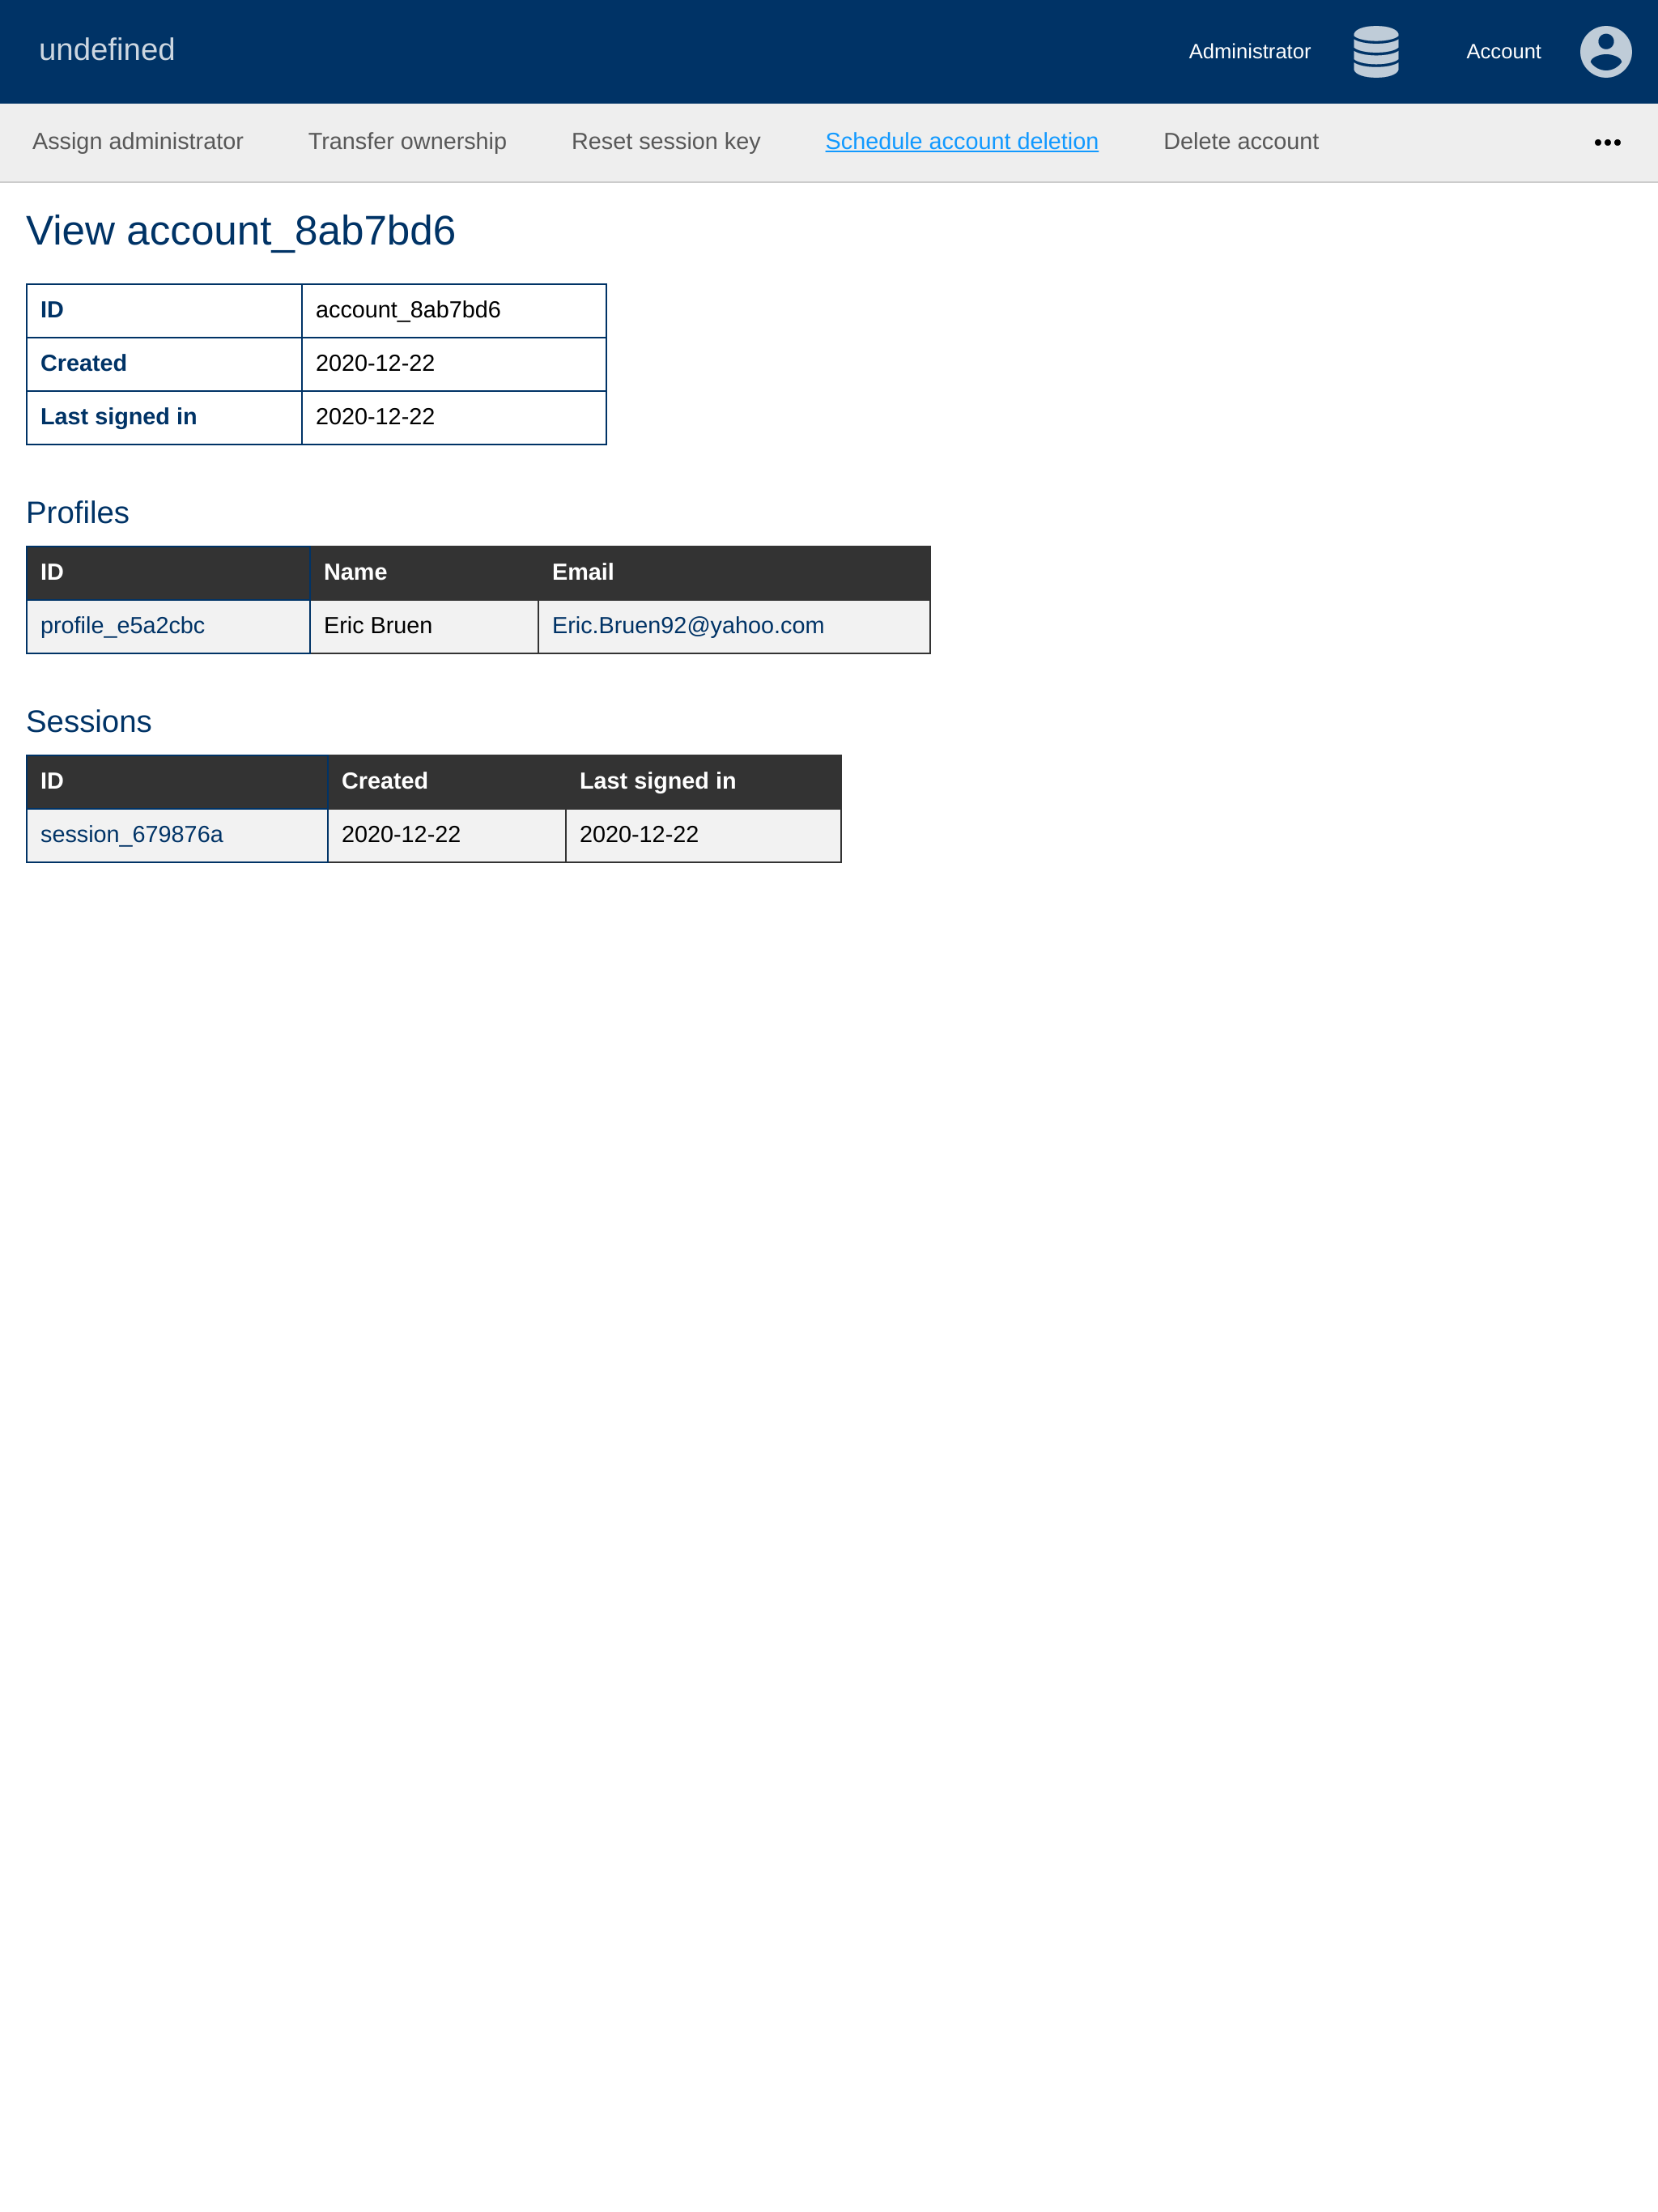 undefined Administrator Account
Assign administrator Transfer ownership Reset session key Schedule account deletion Delete account •••
View account_8ab7bd6
ID account_8ab7bd6
Created 2020-12-22
Last signed in 2020-12-22
Profiles
ID Name Email
profile_e5a2cbc Eric Bruen Eric.Bruen92@yahoo.com
Sessions
ID Created Last signed in
session_679876a 2020-12-22 2020-12-22